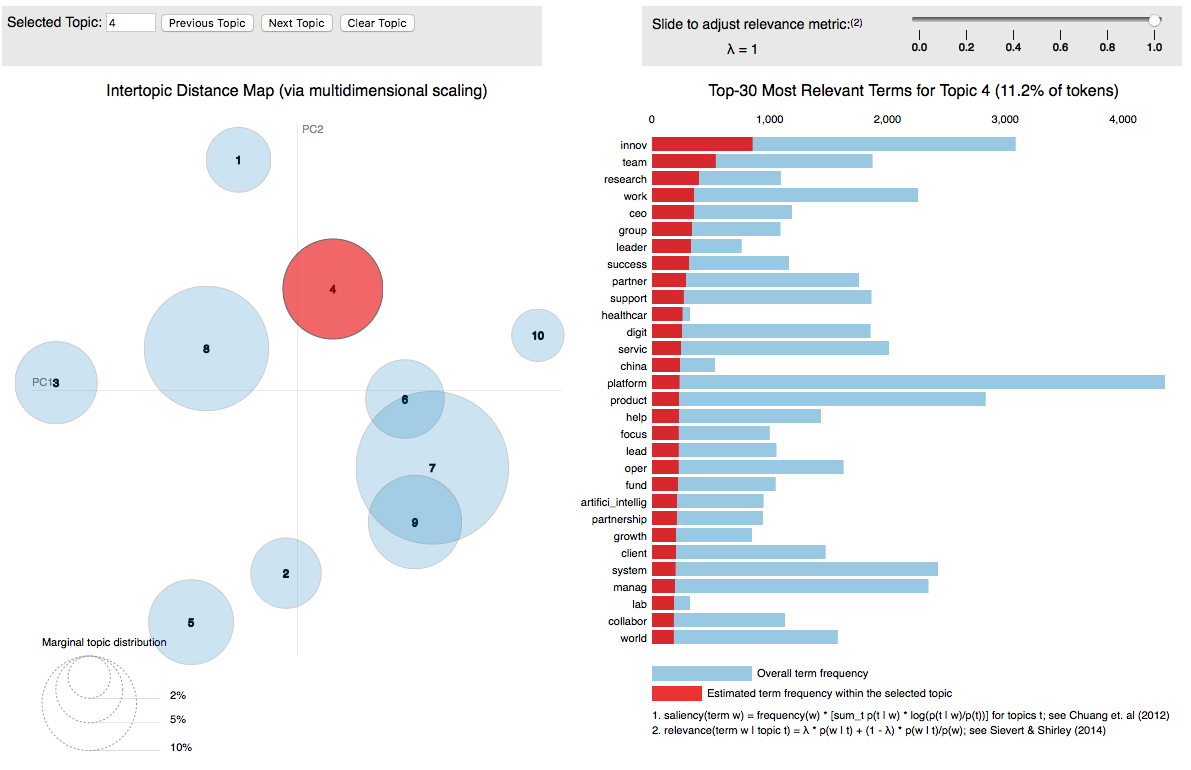 Selected Topic: 4 Previous Topic Next Topic Clear Topic
Slide to adjust relevance metric:(2)
λ = 1
0.0 0.2 0.4 0.6 0.8 1.0
Intertopic Distance Map (via multidimensional scaling)
PC2
PC1
1
4
8
10
3
6
7
9
2
5
Marginal topic distribution
2%
5%
10%
Top-30 Most Relevant Terms for Topic 4 (11.2% of tokens)
0 1,000 2,000 3,000 4,000
innov
team
research
work
ceo
group
leader
success
partner
support
healthcar
digit
servic
china
platform
product
help
focus
lead
oper
fund
artifici_intellig
partnership
growth
client
system
manag
lab
collabor
world
Overall term frequency
Estimated term frequency within the selected topic
1. saliency(term w) = frequency(w) * [sum_t p(t | w) * log(p(t | w)/p(t))] for topics t; see Chuang et. al (2012)
2. relevance(term w | topic t) = λ * p(w | t) + (1 - λ) * p(w | t)/p(w); see Sievert & Shirley (2014)